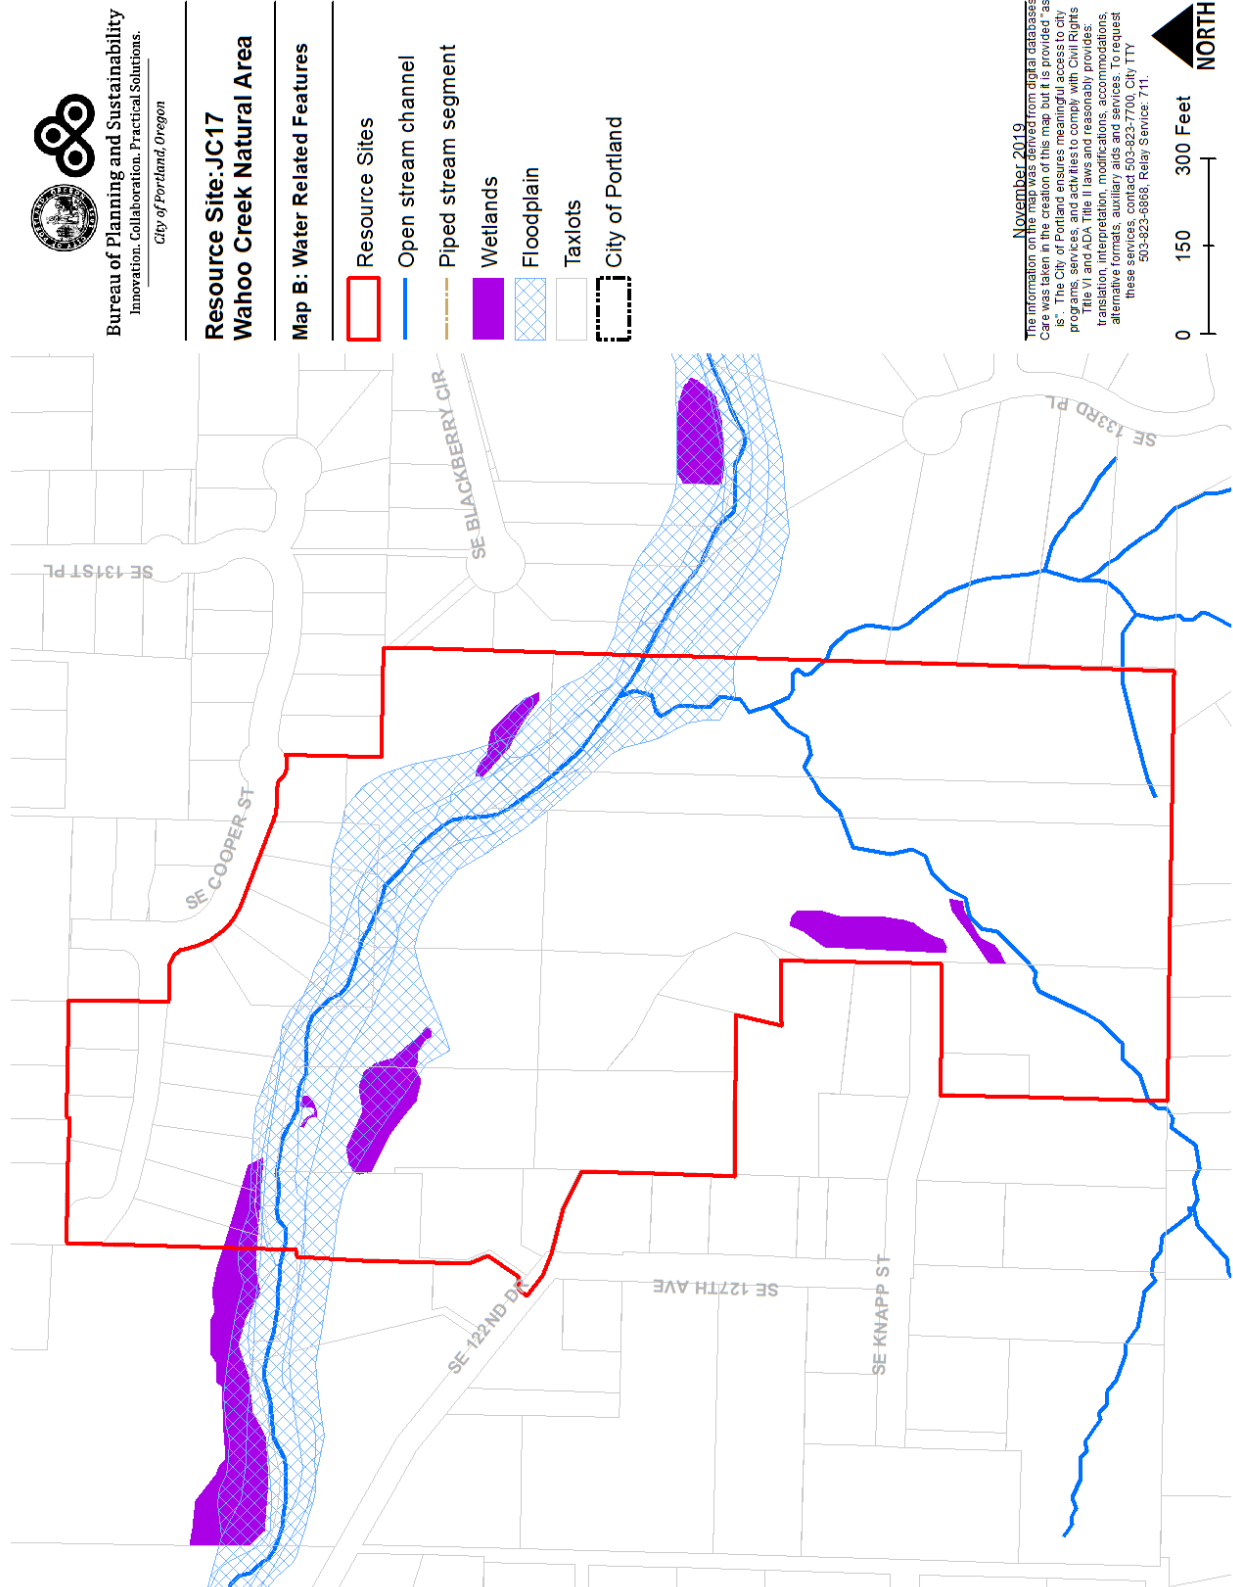 Bureau of Planning and Sustainability
Innovation. Collaboration. Practical Solutions.
City of Portland, Oregon
Resource Site:JC17
Wahoo Creek Natural Area
Map B: Water Related Features
Resource Sites
Open stream channel
Piped stream segment
Wetlands
Floodplain
Taxlots
City of Portland
November 2019
The information on the map was derived from digital databases
Care was taken in the creation of this map but it is provided "as
is". The City of Portland ensures meaningful access to city
programs, services, and activities to comply with Civil Rights
Title VI and ADA Title II laws and reasonably provides:
translation, interpretation, modifications, accommodations,
alternative formats, auxiliary aids and services. To request
these services, contact 503-823-7700, City TTY
503-823-6868, Relay Service: 711.
0 150 300 Feet
NORTH
SE 131ST PL
SE BLACKBERRY CIR
SE 133RD PL
SE COOPER ST
SE 122ND DR
SE 127TH AVE
SE KNAPP ST